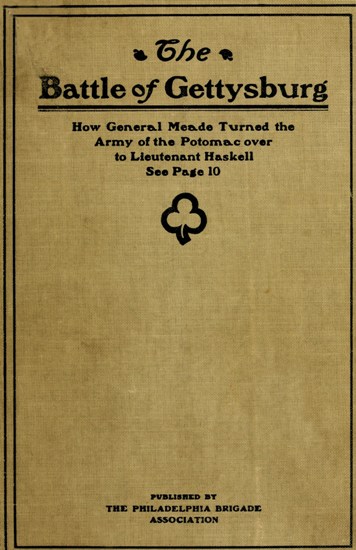 The
Battle of Gettysburg
How General Meade Turned the
Army of the Potomac over
to Lieutenant Haskell
See Page 10
PUBLISHED BY
THE PHILADELPHIA BRIGADE
ASSOCIATION